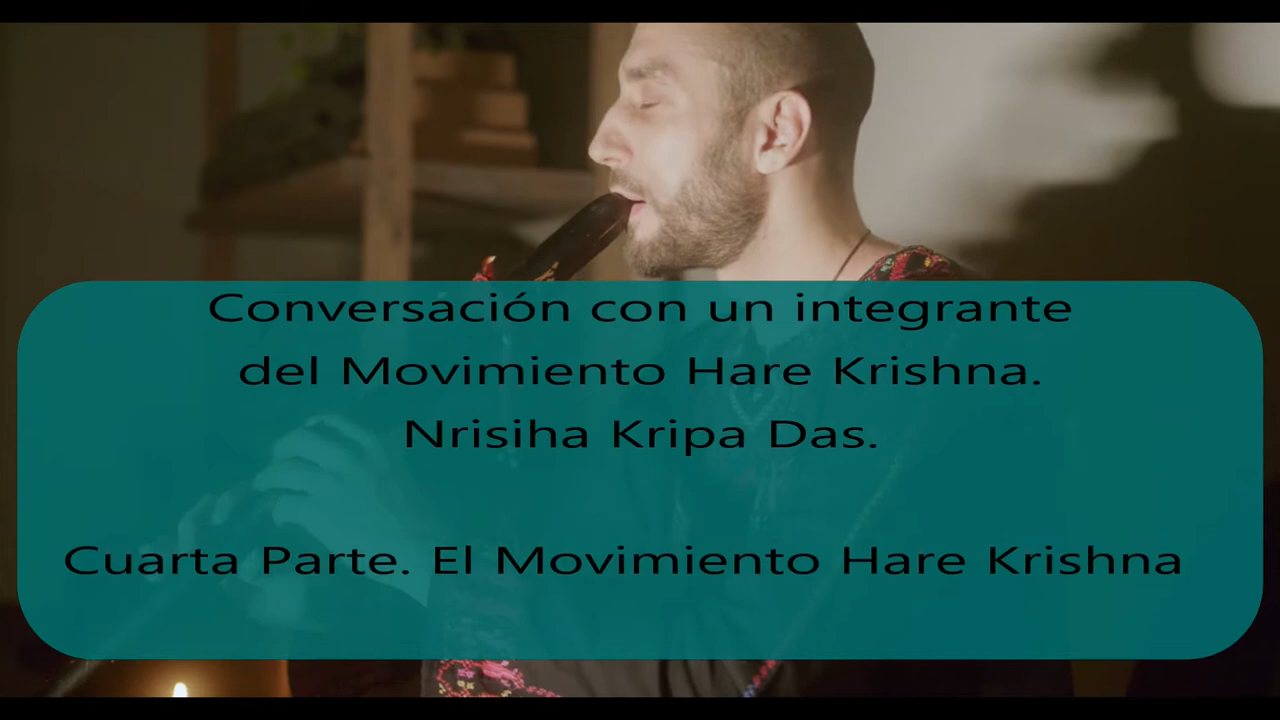 Conversación con un integrante
del Movimiento Hare Krishna.
Nrisiha Kripa Das.
Cuarta Parte. El Movimiento Hare Krishna